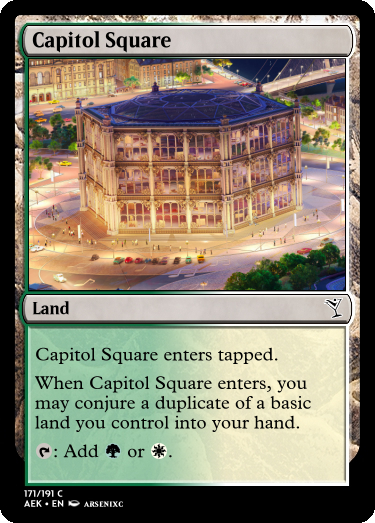 Capitol Square
Land
Capitol Square enters tapped.
When Capitol Square enters, you
may conjure a duplicate of a basic
land you control into your hand.
: Add or .
171/191 C
AEK • EN ARSENIXC